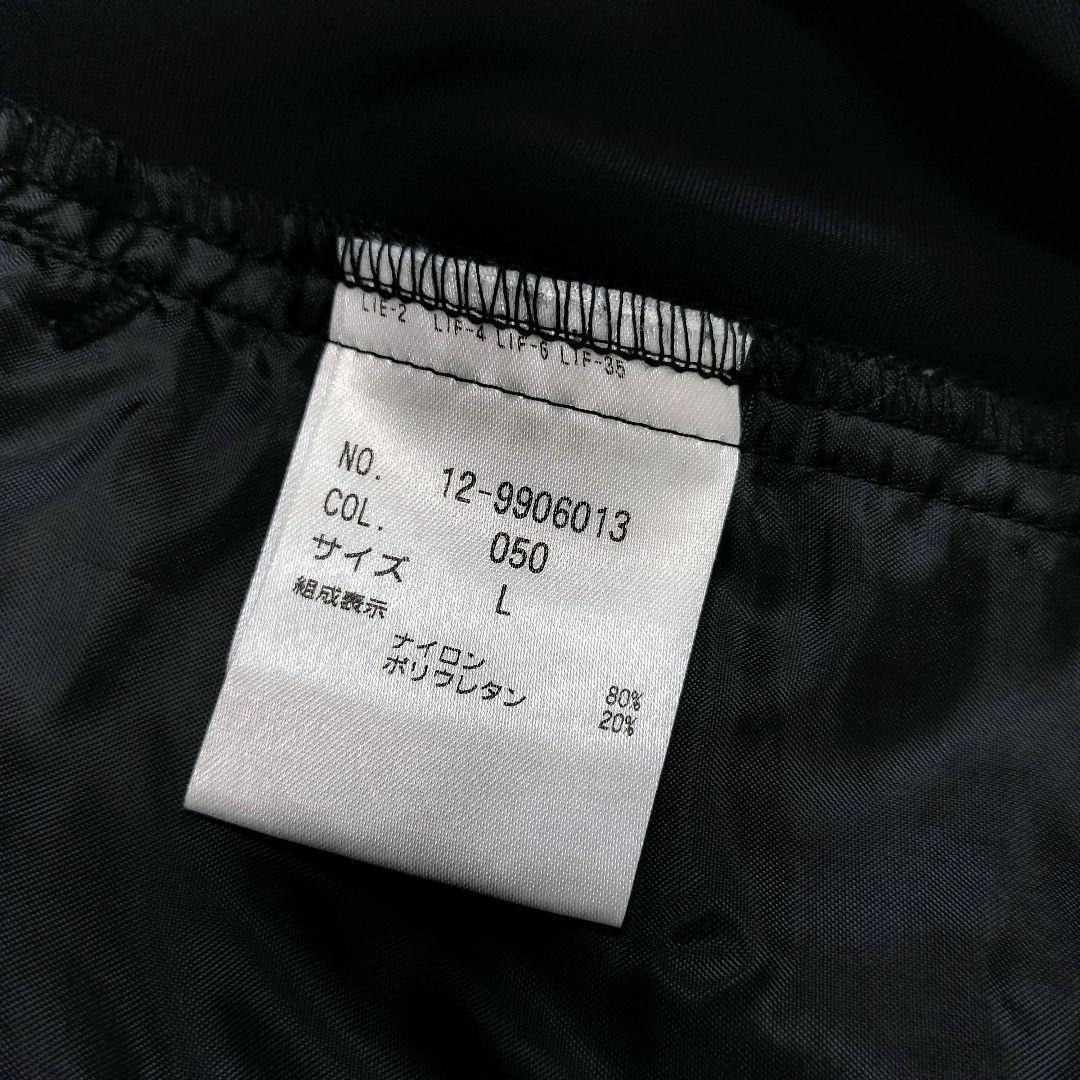 LIE-2 LIF-4 LIF-6 LIF-35
NO. 12-9906013
COL. 050
サイズ L
組成表示
ナイロン 80%
ポリウレタン 20%